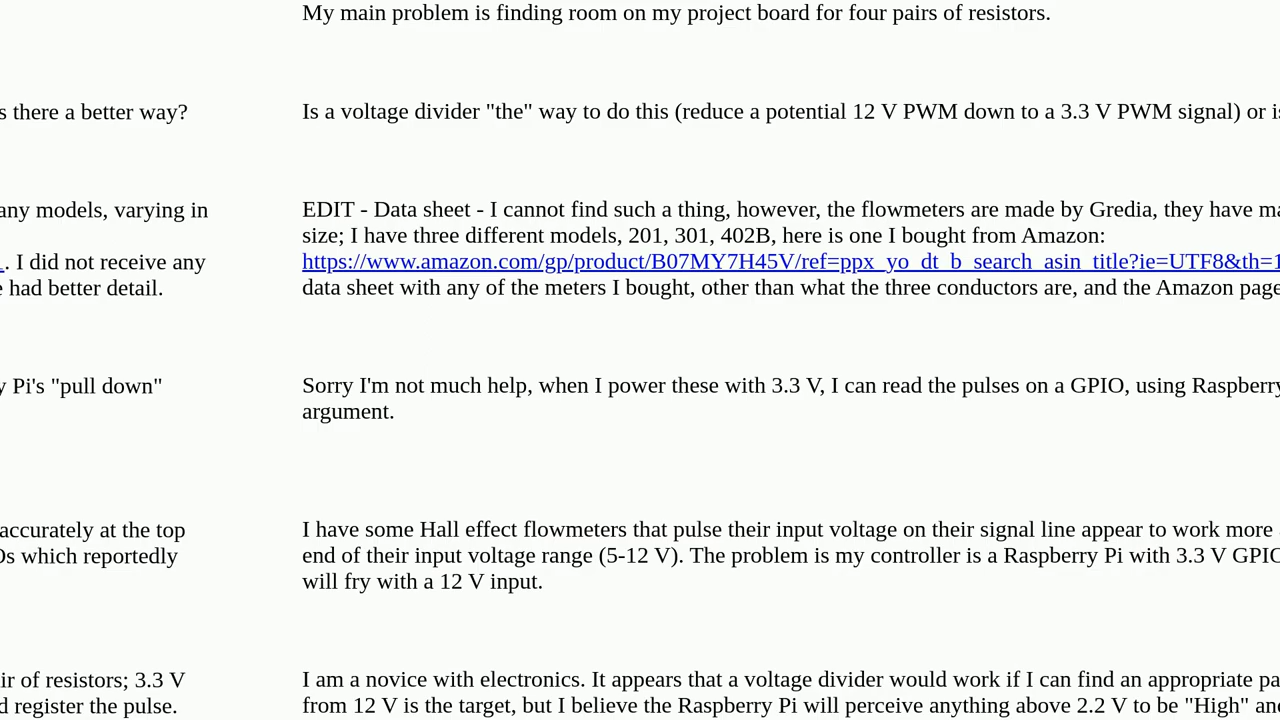 My main problem is finding room on my project board for four pairs of resistors.
s there a better way?
Is a voltage divider "the" way to do this (reduce a potential 12 V PWM down to a 3.3 V PWM signal) or is
any models, varying in
EDIT - Data sheet - I cannot find such a thing, however, the flowmeters are made by Gredia, they have ma
size; I have three different models, 201, 301, 402B, here is one I bought from Amazon:
. I did not receive any
https://www.amazon.com/gp/product/B07MY7H45V/ref=ppx_yo_dt_b_search_asin_title?ie=UTF8&th=1
e had better detail.
data sheet with any of the meters I bought, other than what the three conductors are, and the Amazon page
y Pi's "pull down"
Sorry I'm not much help, when I power these with 3.3 V, I can read the pulses on a GPIO, using Raspberry
argument.
accurately at the top
I have some Hall effect flowmeters that pulse their input voltage on their signal line appear to work more
Os which reportedly
end of their input voltage range (5-12 V). The problem is my controller is a Raspberry Pi with 3.3 V GPIO
will fry with a 12 V input.
ir of resistors; 3.3 V
I am a novice with electronics. It appears that a voltage divider would work if I can find an appropriate pa
d register the pulse.
from 12 V is the target, but I believe the Raspberry Pi will perceive anything above 2.2 V to be "High" and